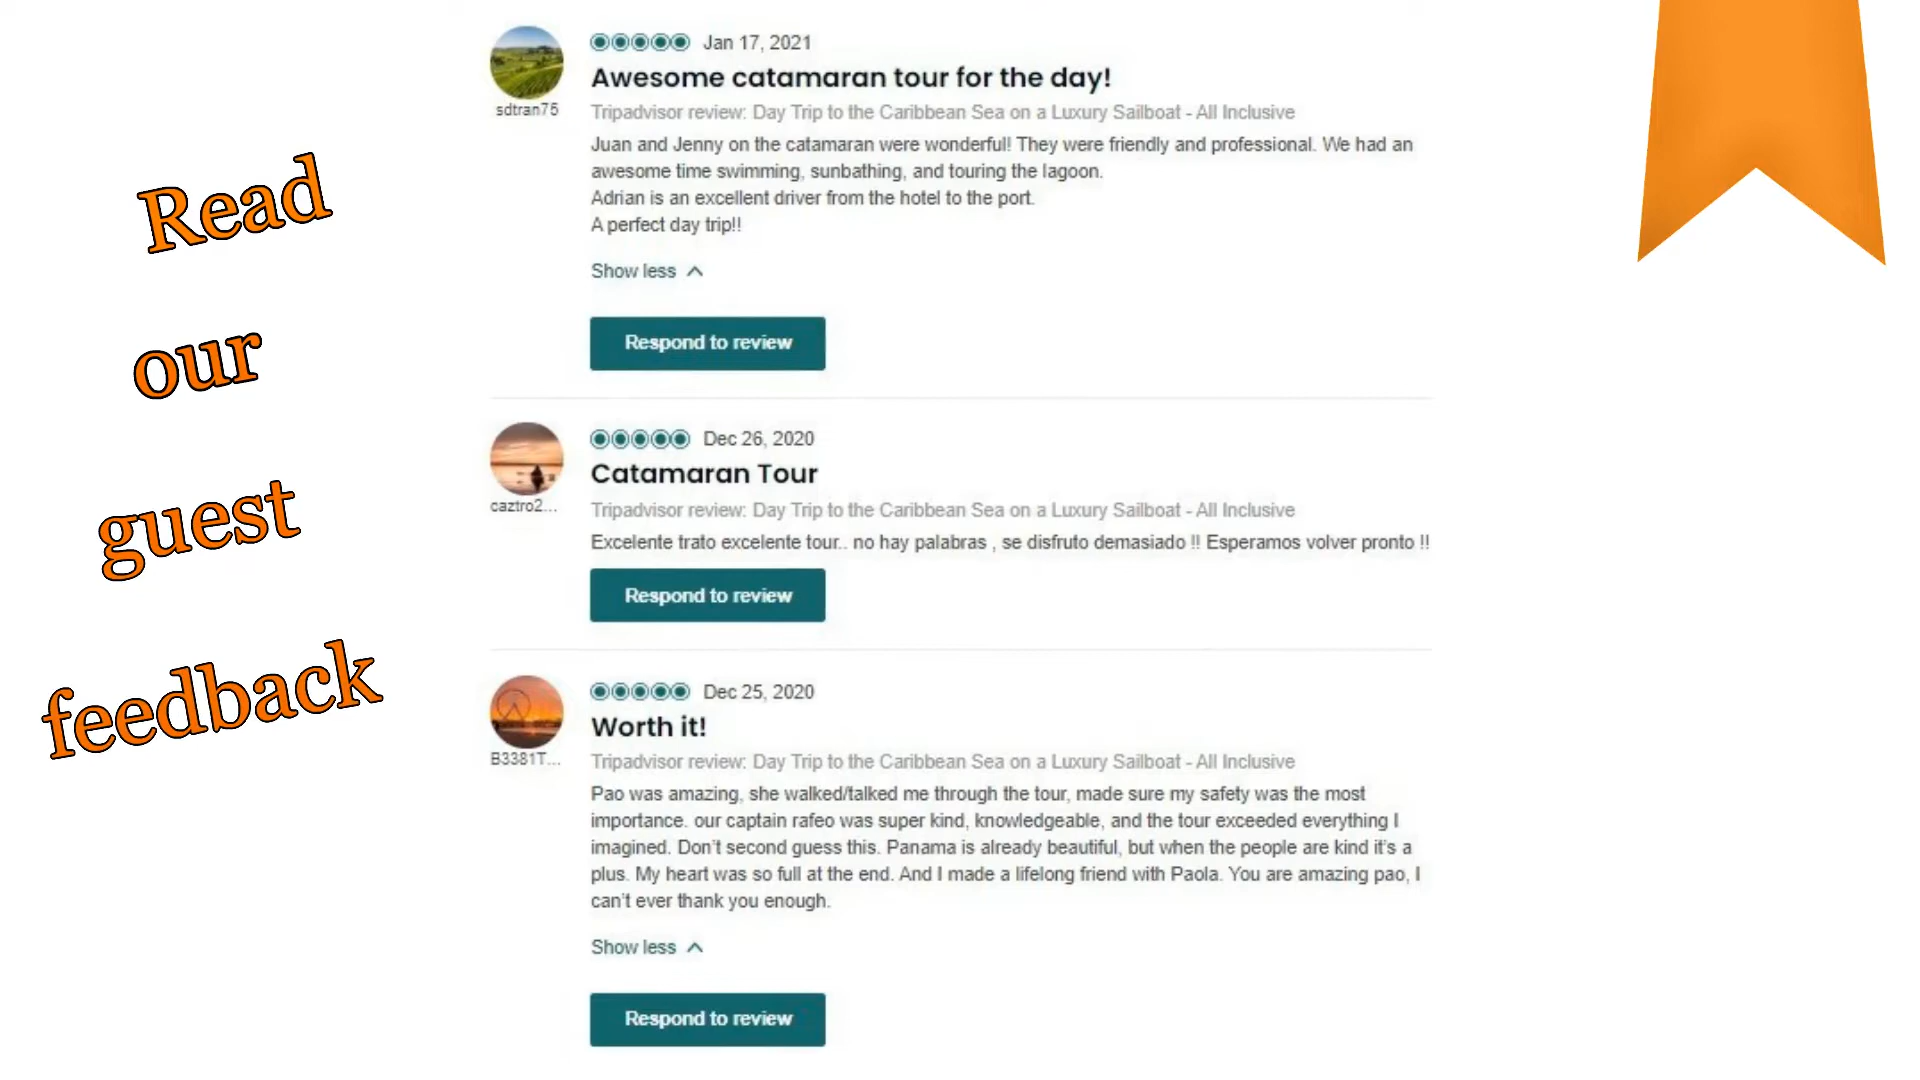 Read
our
guest
feedback
sdtran75
Jan 17, 2021
Awesome catamaran tour for the day!
Tripadvisor review: Day Trip to the Caribbean Sea on a Luxury Sailboat - All Inclusive
Juan and Jenny on the catamaran were wonderful! They were friendly and professional. We had an
awesome time swimming, sunbathing, and touring the lagoon.
Adrian is an excellent driver from the hotel to the port.
A perfect day trip!!
Show less
Respond to review
caztro2...
Dec 26, 2020
Catamaran Tour
Tripadvisor review: Day Trip to the Caribbean Sea on a Luxury Sailboat - All Inclusive
Excelente trato excelente tour.. no hay palabras , se disfruto demasiado !! Esperamos volver pronto !!
Respond to review
B3381T...
Dec 25, 2020
Worth it!
Tripadvisor review: Day Trip to the Caribbean Sea on a Luxury Sailboat - All Inclusive
Pao was amazing, she walked/talked me through the tour, made sure my safety was the most
importance. our captain rafeo was super kind, knowledgeable, and the tour exceeded everything I
imagined. Don't second guess this. Panama is already beautiful, but when the people are kind it's a
plus. My heart was so full at the end. And I made a lifelong friend with Paola. You are amazing pao, I
can't ever thank you enough.
Show less
Respond to review